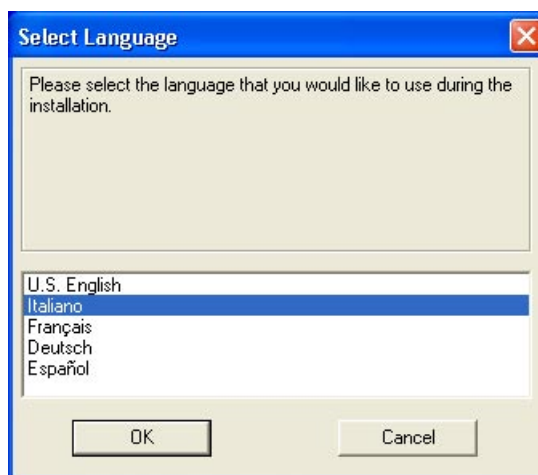 Select Language
Please select the language that you would like to use during the
installation.
U.S. English
Italiano
Français
Deutsch
Español
OK
Cancel